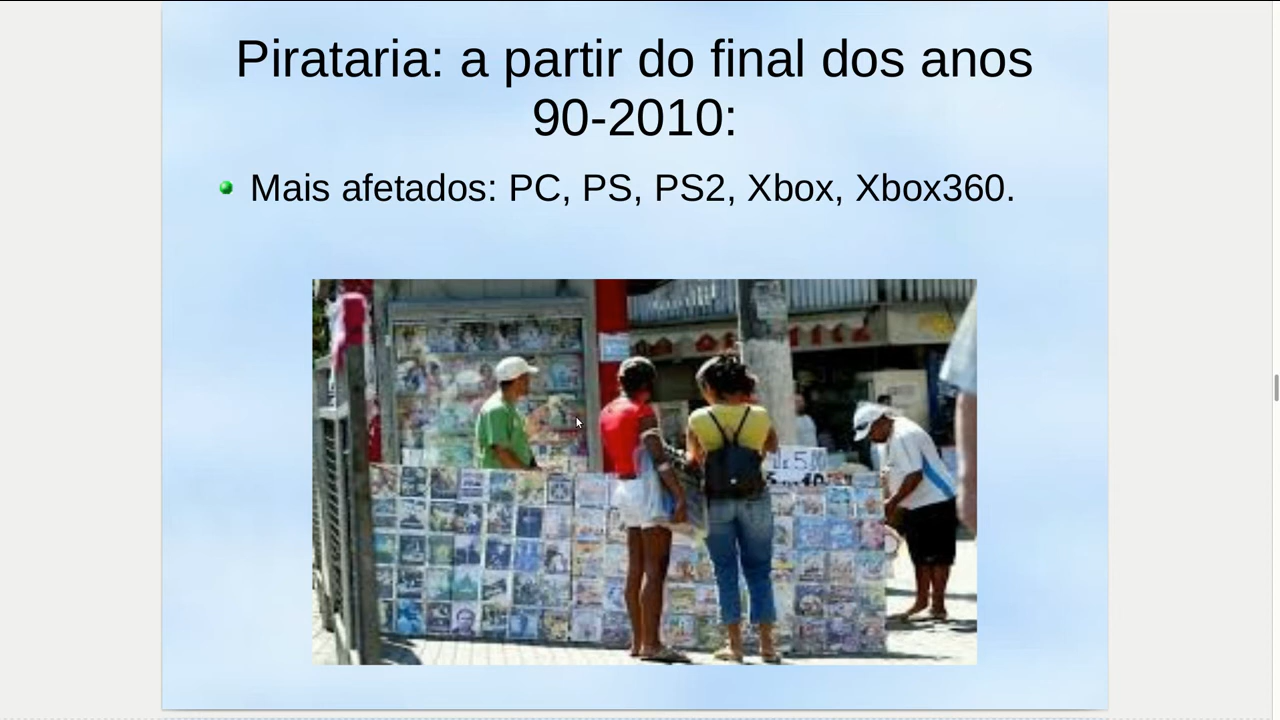 Pirataria: a partir do final dos anos
90-2010:
Mais afetados: PC, PS, PS2, Xbox, Xbox360.